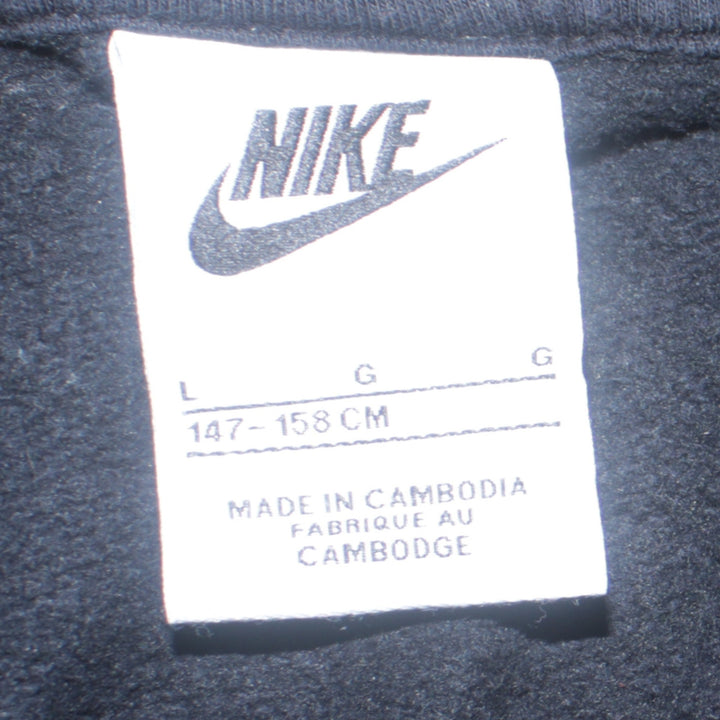 NIKE
L G G
147-158 CM
MADE IN CAMBODIA
FABRIQUE AU
CAMBODGE